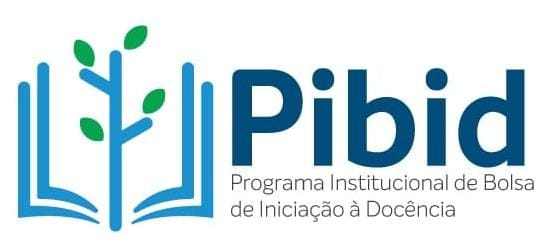 Pibid
Programa Institucional de Bolsa
de Iniciação à Docência